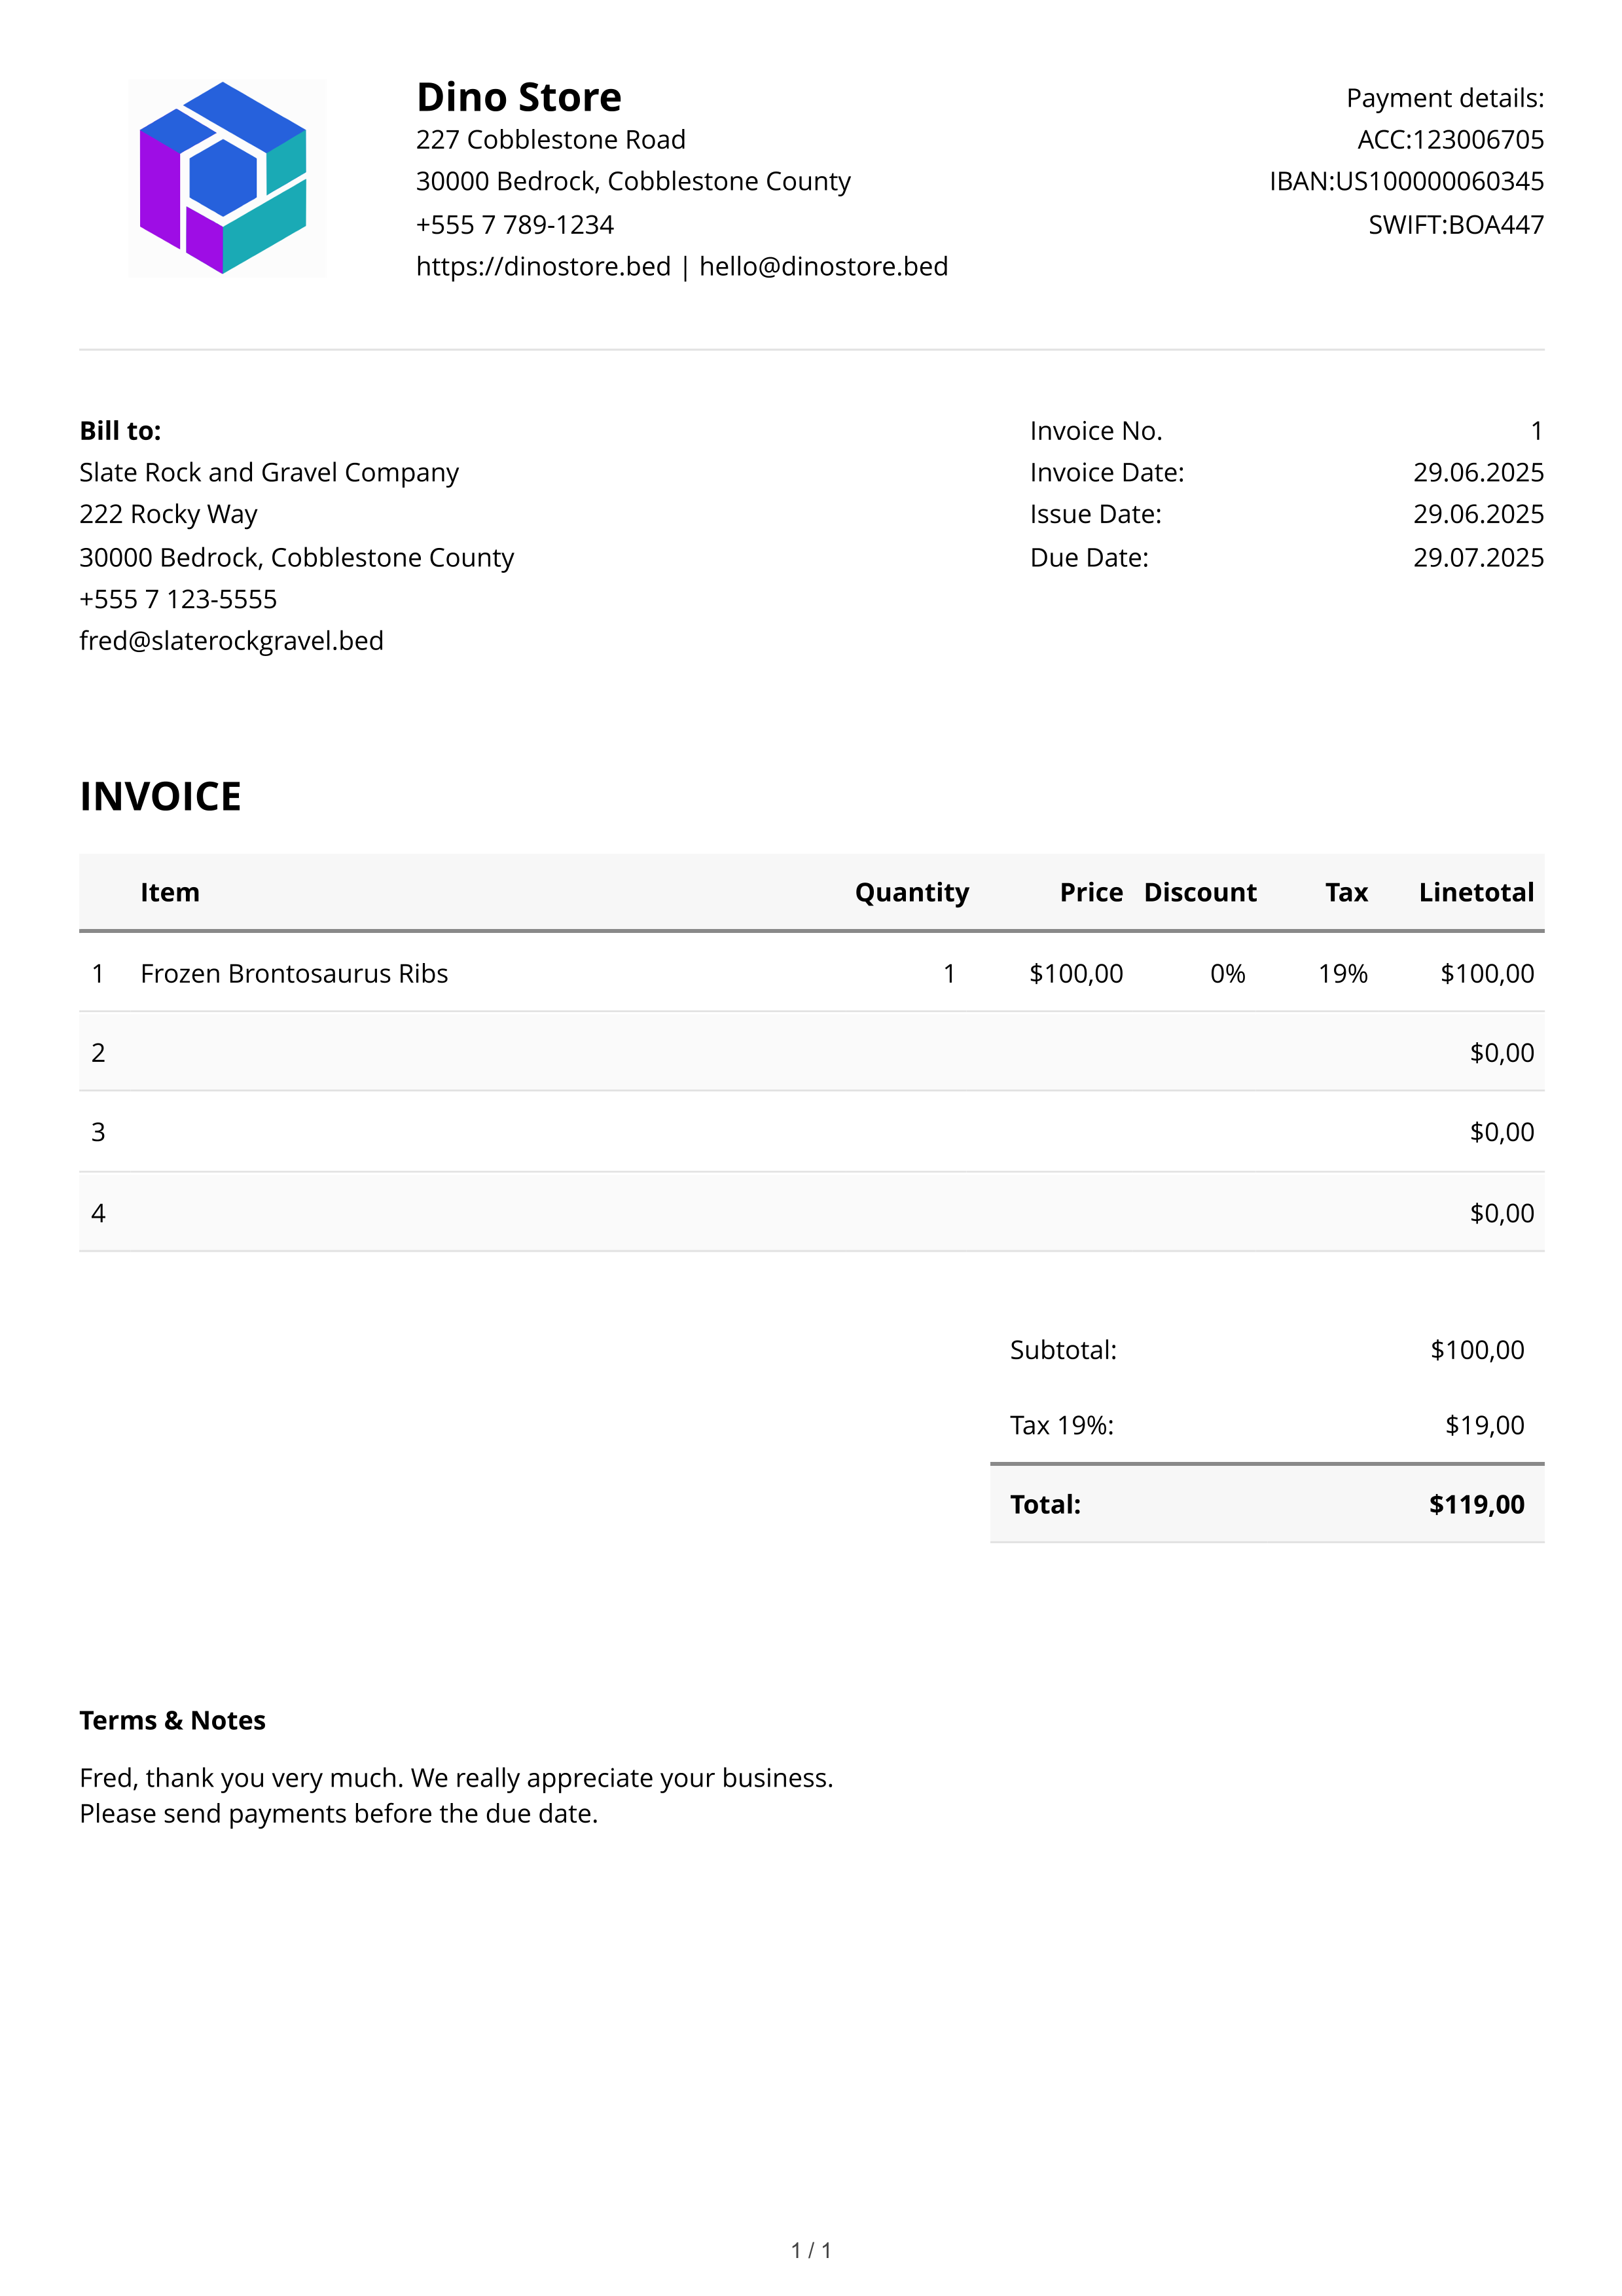 Dino Store
227 Cobblestone Road
30000 Bedrock, Cobblestone County
+555 7 789-1234
https://dinostore.bed | hello@dinostore.bed
Payment details:
ACC:123006705
IBAN:US100000060345
SWIFT:BOA447
Bill to:
Slate Rock and Gravel Company
222 Rocky Way
30000 Bedrock, Cobblestone County
+555 7 123-5555
fred@slaterockgravel.bed
Invoice No. 1
Invoice Date: 29.06.2025
Issue Date: 29.06.2025
Due Date: 29.07.2025
INVOICE
Item Quantity Price Discount Tax Linetotal
1 Frozen Brontosaurus Ribs 1 $100,00 0% 19% $100,00
2 $0,00
3 $0,00
4 $0,00
Subtotal: $100,00
Tax 19%: $19,00
Total: $119,00
Terms & Notes
Fred, thank you very much. We really appreciate your business.
Please send payments before the due date.
1 / 1